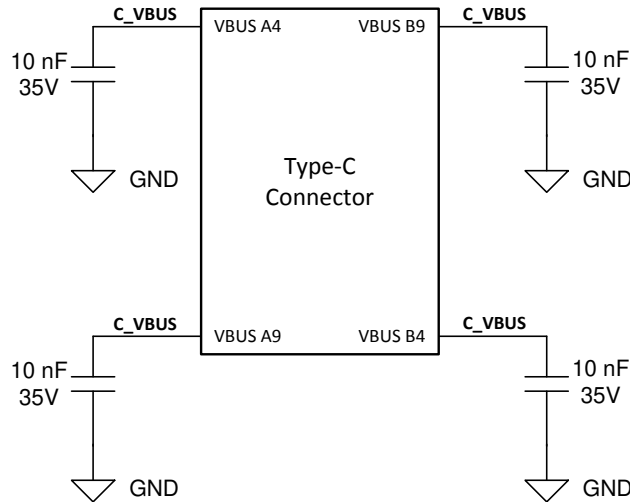 C_VBUS
VBUS A4
VBUS B9
C_VBUS
10 nF
35V
GND
10 nF
35V
GND
Type-C
Connector
C_VBUS
VBUS A9
VBUS B4
C_VBUS
10 nF
35V
GND
10 nF
35V
GND